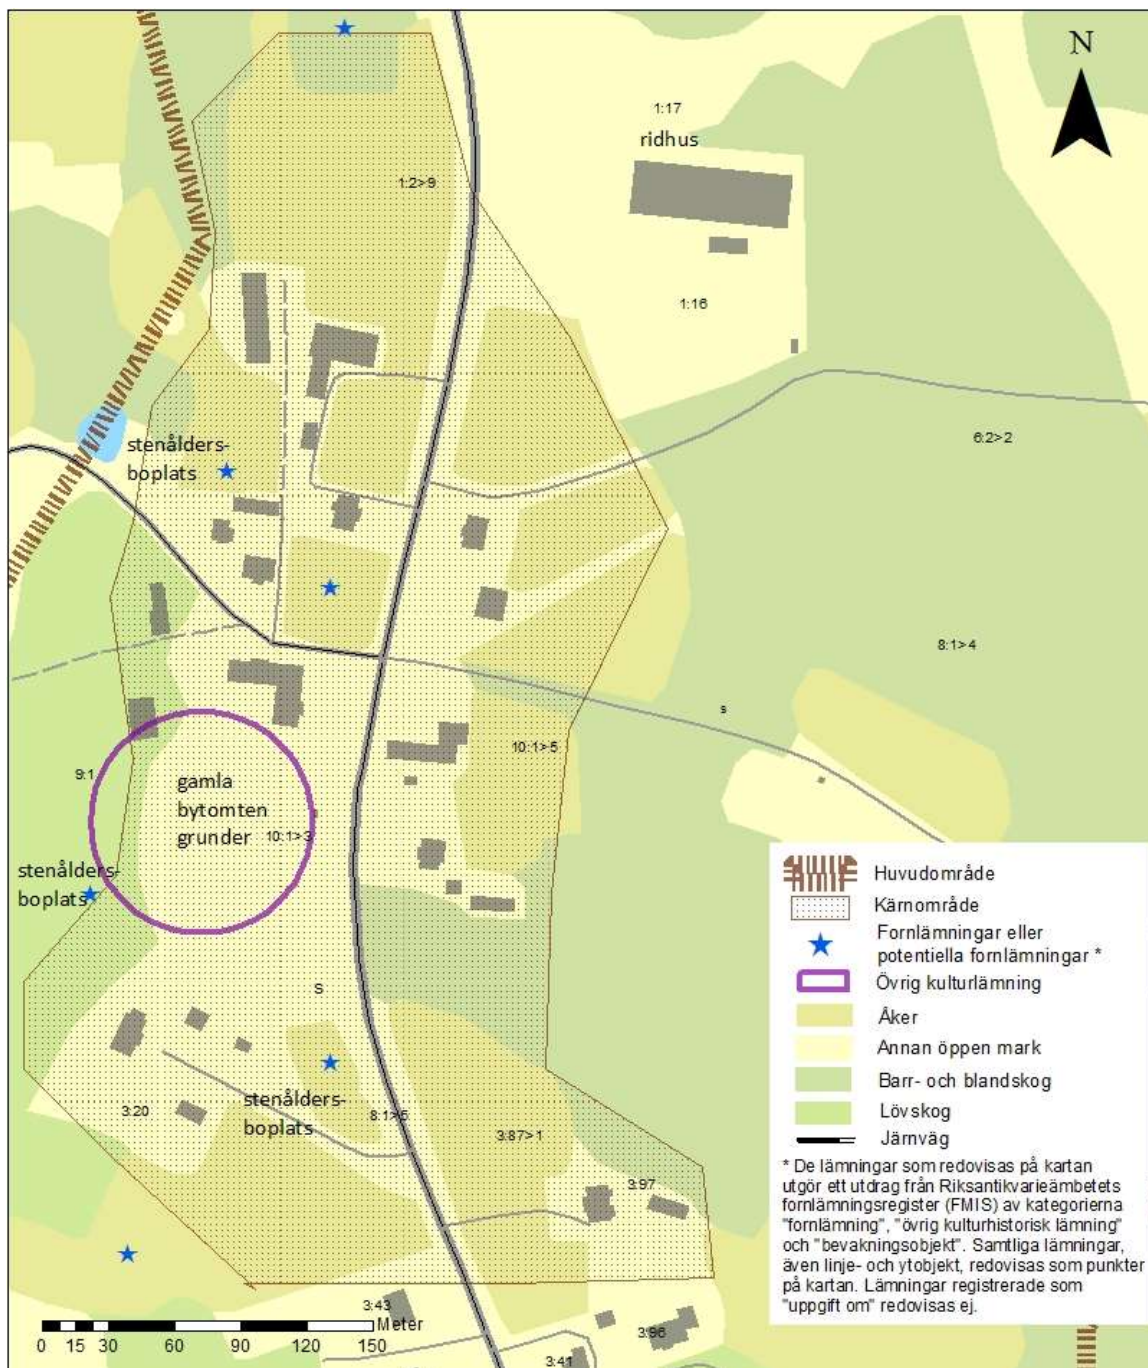 N
1:17
ridhus
1:2>9
1:16
6:2>2
stenålders-
boplats
8:1>4
s
10:1>5
9:1
gamla
bytomten
grunder
10:1>3
stenålders-
boplats
S
stenålders-
boplats
3:20
8:1>5
3:87>1
3:97
3:43
3:96
3:41
Meter
0 15 30 60 90 120 150
Huvudområde
Kärnområde
Fornlämningar eller
potentiella fornlämningar *
Övrig kulturlämning
Åker
Annan öppen mark
Barr- och blandskog
Lövskog
Järnväg
* De lämningar som redovisas på kartan
utgör ett utdrag från Riksantikvarieämbetets
fornlämningsregister (FMIS) av kategorierna
"fornlämning", "övrig kulturhistorisk lämning"
och "bevakningsobjekt". Samtliga lämningar,
även linje- och ytobjekt, redovisas som punkter
på kartan. Lämningar registrerade som
"uppgift om" redovisas ej.